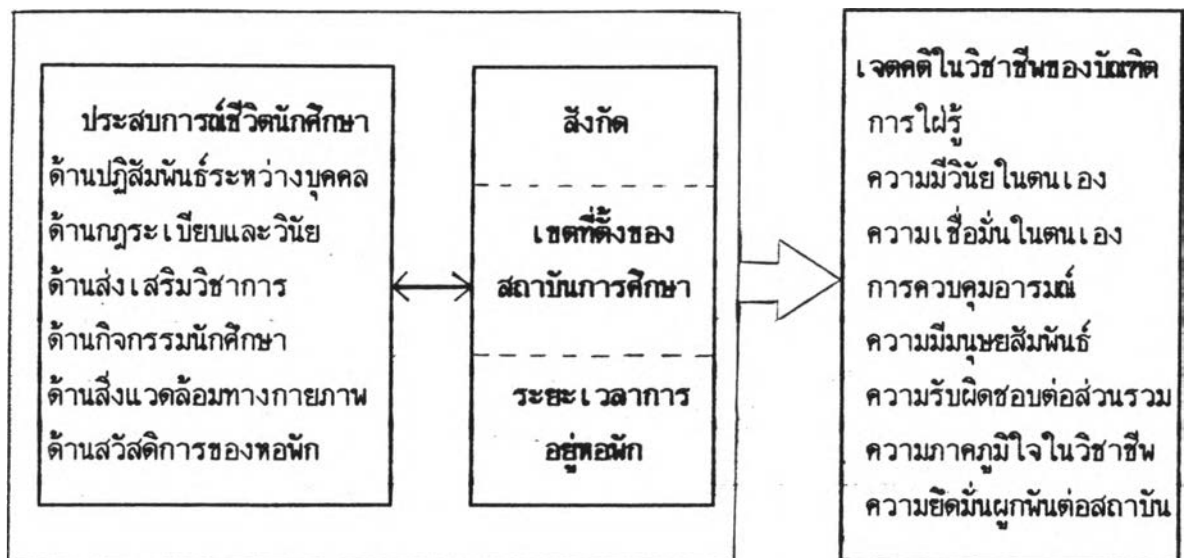 ประสบการณ์ชีวิตนักศึกษา
ด้านปฏิสัมพันธ์ระหว่างบุคคล
ด้านกฎระเบียบและวินัย
ด้านส่งเสริมวิชาการ
ด้านกิจกรรมนักศึกษา
ด้านสิ่งแวดล้อมทางกายภาพ
ด้านสวัสดิการของหอพัก
สังกัด
เขตที่ตั้งของ
สถาบันการศึกษา
ระยะเวลาการ
อยู่หอพัก
เจตคติในวิชาชีพของบัณฑิต
การใฝ่รู้
ความมีวินัยในตนเอง
ความเชื่อมั่นในตนเอง
การควบคุมอารมณ์
ความมีมนุษยสัมพันธ์
ความรับผิดชอบต่อส่วนรวม
ความภาคภูมิใจในวิชาชีพ
ความยึดมั่นผูกพันต่อสถาบัน